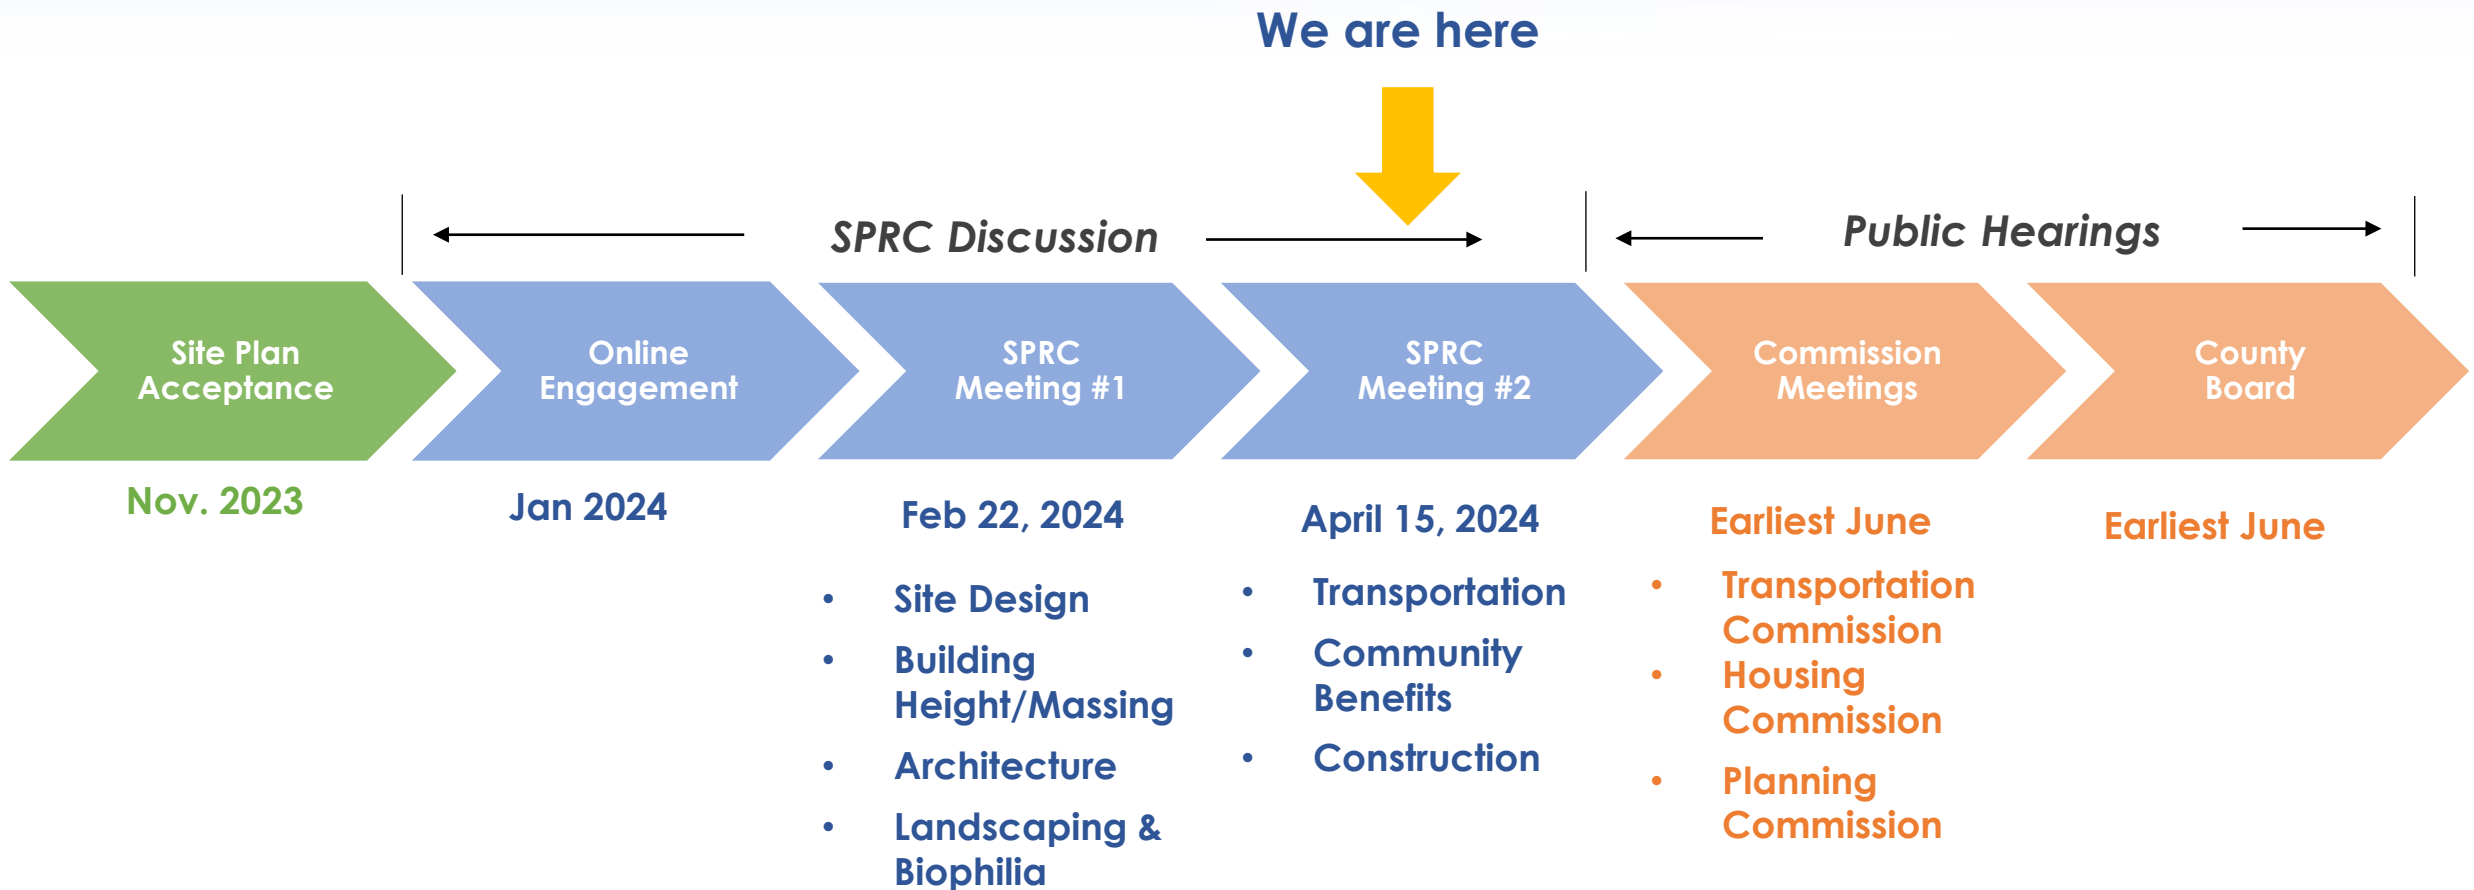 We are here
SPRC Discussion
Public Hearings
Site Plan
Acceptance
Online
Engagement
SPRC
Meeting #1
SPRC
Meeting #2
Commission
Meetings
County
Board
Nov. 2023
Jan 2024
Feb 22, 2024
• Site Design
• Building
Height/Massing
• Architecture
• Landscaping &
Biophilia
April 15, 2024
• Transportation
• Community
Benefits
• Construction
Earliest June
• Transportation
Commission
• Housing
Commission
• Planning
Commission
Earliest June